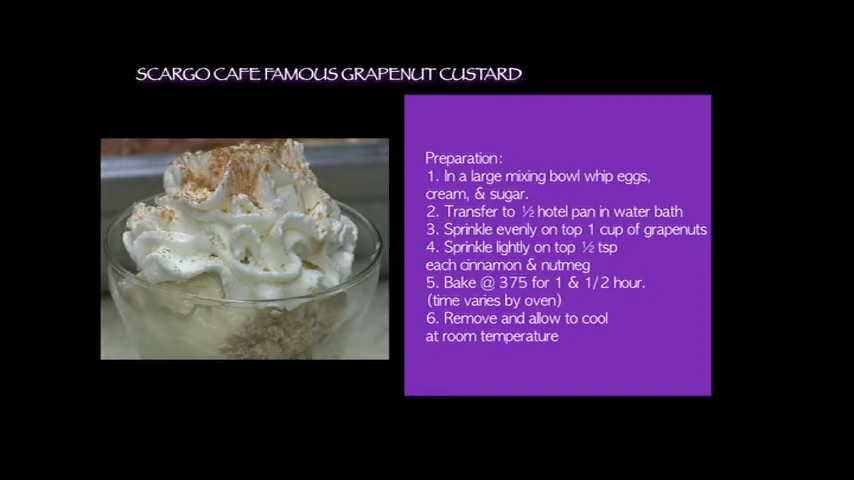 SCARGO CAFE FAMOUS GRAPENUT CUSTARD
Preparation:
1. In a large mixing bowl whip eggs,
cream, & sugar.
2. Transfer to ½ hotel pan in water bath
3. Sprinkle evenly on top 1 cup of grapenuts
4. Sprinkle lightly on top ½ tsp
each cinnamon & nutmeg
5. Bake @ 375 for 1 & 1/2 hour.
(time varies by oven)
6. Remove and allow to cool
at room temperature